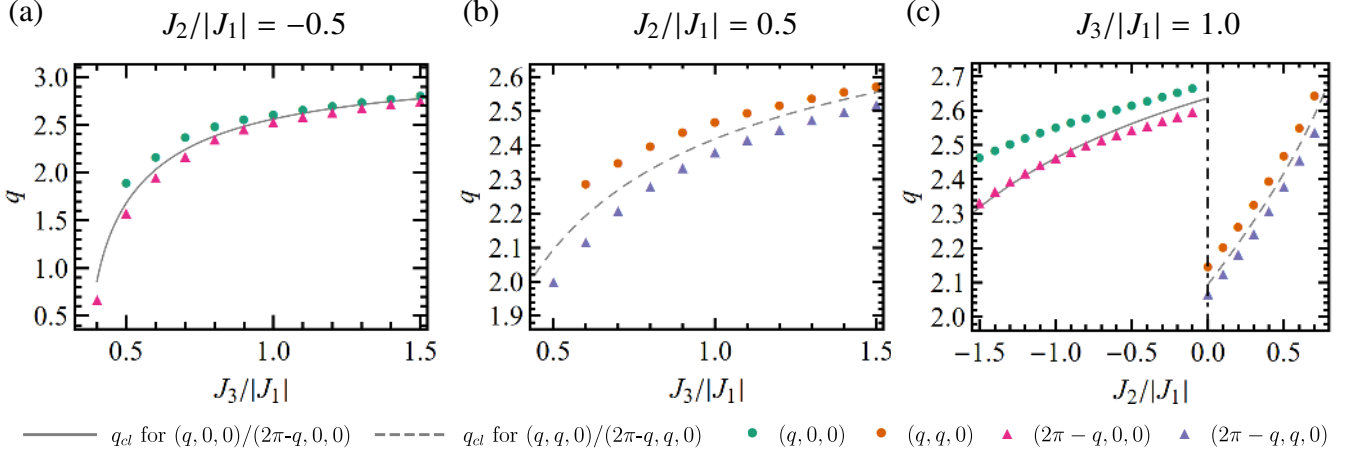 (a)
J₂/|J₁| = −0.5
q
3.0
2.5
2.0
1.5
1.0
0.5
0.5
1.0
1.5
J₃/|J₁|
(b)
J₂/|J₁| = 0.5
q
2.6
2.5
2.4
2.3
2.2
2.1
2.0
1.9
0.5
1.0
1.5
J₃/|J₁|
(c)
J₃/|J₁| = 1.0
q
2.7
2.6
2.5
2.4
2.3
2.2
2.1
2.0
−1.5
−1.0
−0.5
0.0
0.5
J₂/|J₁|
q_cl for (q,0,0)/(2π-q,0,0)
q_cl for (q,q,0)/(2π-q,q,0)
(q,0,0)
(q,q,0)
(2π − q,0,0)
(2π − q,q,0)